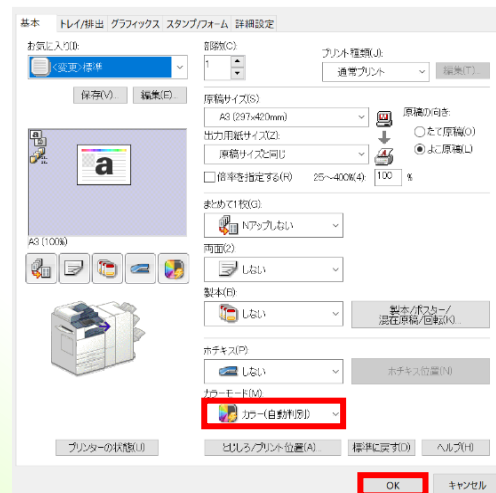 基本 トレイ/排出 グラフィックス スタンプ/フォーム 詳細設定
お気に入り(I):
<変更>標準
保存(V)... 編集(E)...
A3 (100%)
プリンターの状態(U)
部数(C):
1
プリント種類(J):
通常プリント 編集(T)...
原稿サイズ(S):
A3 (297x420mm)
原稿の向き:
たて原稿(O)
よこ原稿(L)
出力用紙サイズ(Z):
原稿サイズと同じ
倍率を指定する(R) 25~400%(4): 100 %
まとめて1枚(G):
Nアップしない
両面(2):
しない
製本(B):
しない
製本/ポスター/
混在原稿/回転(K)...
ホチキス(P):
しない ホチキス位置(N)
カラーモード(M):
カラー(自動判別)
とじしろ/プリント位置(A)... 標準に戻す(D) ヘルプ(H)
OK キャンセル